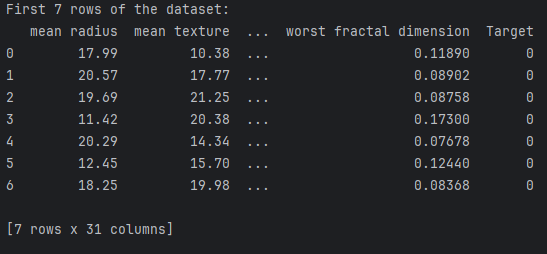 First 7 rows of the dataset:
   mean radius  mean texture  ...  worst fractal dimension  Target
0        17.99         10.38  ...                  0.11890       0
1        20.57         17.77  ...                  0.08902       0
2        19.69         21.25  ...                  0.08758       0
3        11.42         20.38  ...                  0.17300       0
4        20.29         14.34  ...                  0.07678       0
5        12.45         15.70  ...                  0.12440       0
6        18.25         19.98  ...                  0.08368       0
[7 rows x 31 columns]